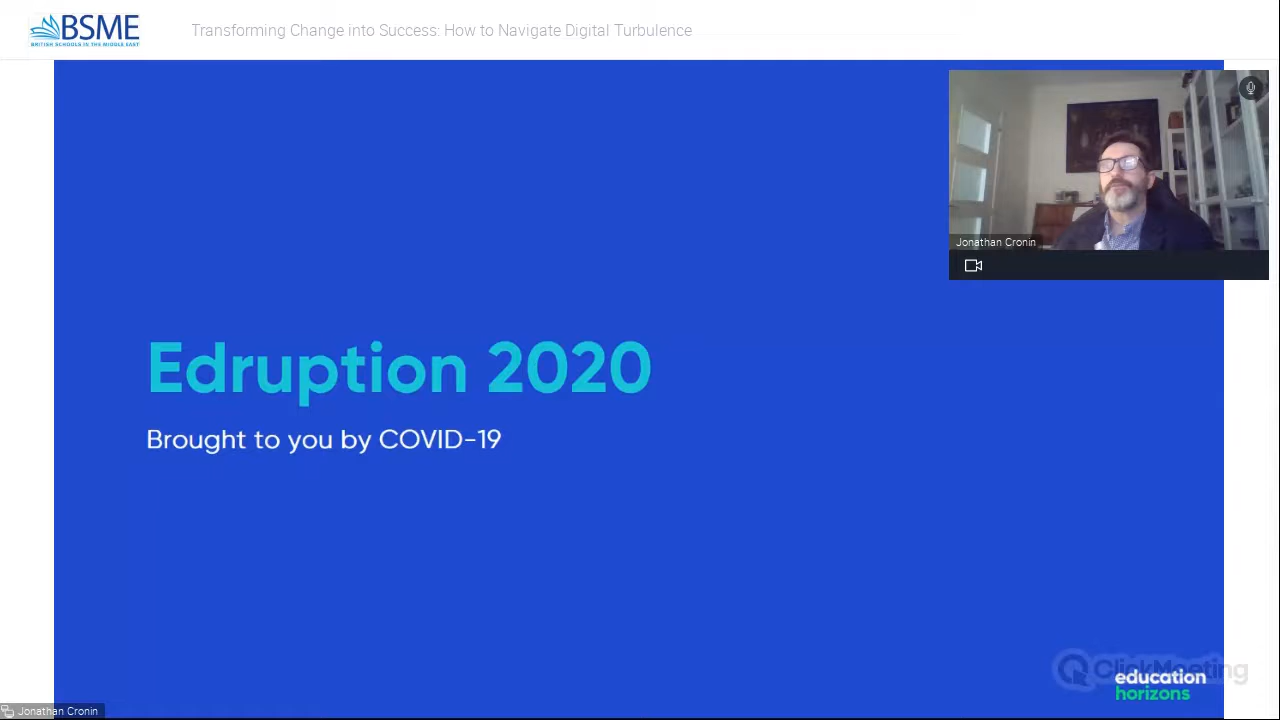 BSME
BRITISH SCHOOLS IN THE MIDDLE EAST
Transforming Change into Success: How to Navigate Digital Turbulence
Jonathan Cronin
Edruption 2020
Brought to you by COVID-19
ClickMeeting
education
horizons
Jonathan Cronin